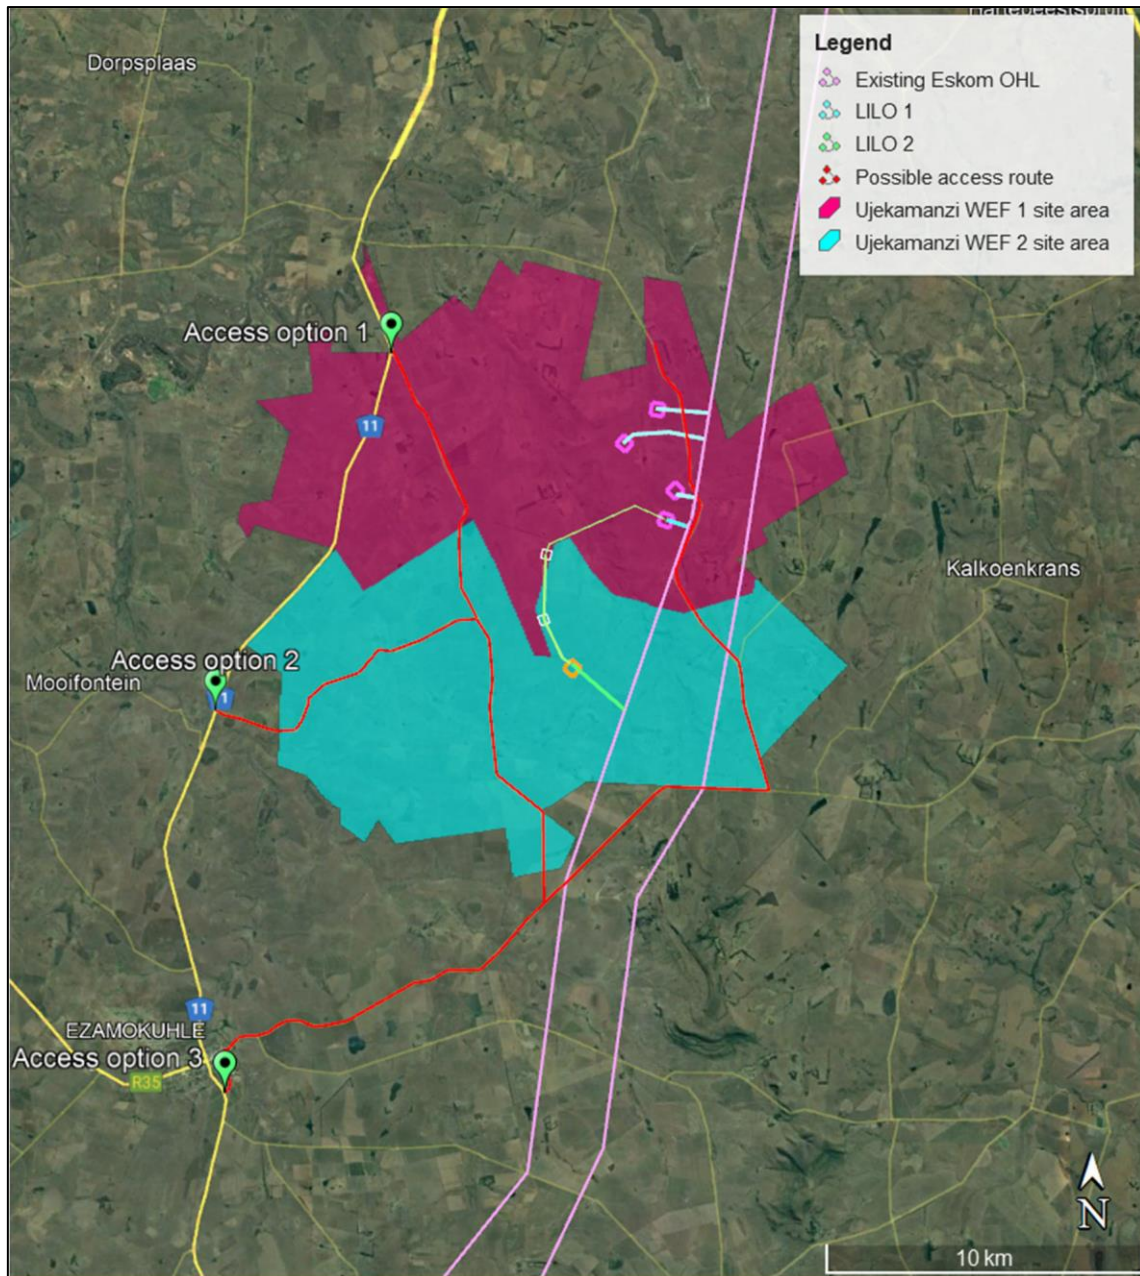 Hartebeestspruit
Dorpsplaas
Legend
Existing Eskom OHL
LILO 1
LILO 2
Possible access route
Ujekamanzi WEF 1 site area
Ujekamanzi WEF 2 site area
Access option 1
11
Kalkoenkrans
Access option 2
Mooifontein
1
11
EZAMOKUHLE
Access option 3
R35
N
10 km